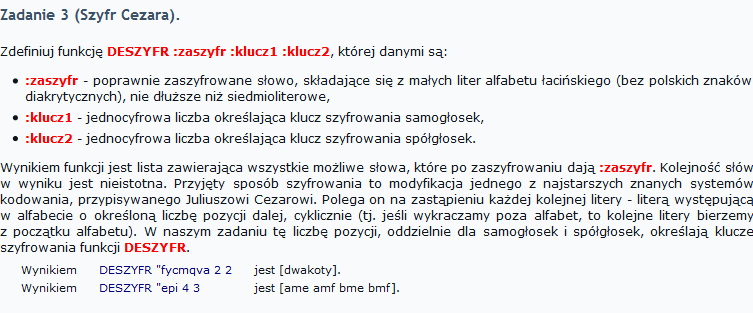 Zadanie 3 (Szyfr Cezara).
Zdefiniuj funkcję DESZYFR :zaszyfr :klucz1 :klucz2, której danymi są:
• :zaszyfr - poprawnie zaszyfrowane słowo, składające się z małych liter alfabetu łacińskiego (bez polskich znaków
diakrytycznych), nie dłuższe niż siedmioliterowe,
• :klucz1 - jednocyfrowa liczba określająca klucz szyfrowania samogłosek,
• :klucz2 - jednocyfrowa liczba określająca klucz szyfrowania spółgłosek.
Wynikiem funkcji jest lista zawierająca wszystkie możliwe słowa, które po zaszyfrowaniu dają :zaszyfr. Kolejność słów
w wyniku jest nieistotna. Przyjęty sposób szyfrowania to modyfikacja jednego z najstarszych znanych systemów
kodowania, przypisywanego Juliuszowi Cezarowi. Polega on na zastąpieniu każdej kolejnej litery - literą występującą
w alfabecie o określoną liczbę pozycji dalej, cyklicznie (tj. jeśli wykraczamy poza alfabet, to kolejne litery bierzemy
z początku alfabetu). W naszym zadaniu tę liczbę pozycji, oddzielnie dla samogłosek i spółgłosek, określają klucze
szyfrowania funkcji DESZYFR.
Wynikiem DESZYFR "fycmqva 2 2 jest [dwakoty].
Wynikiem DESZYFR "epi 4 3 jest [ame amf bme bmf].